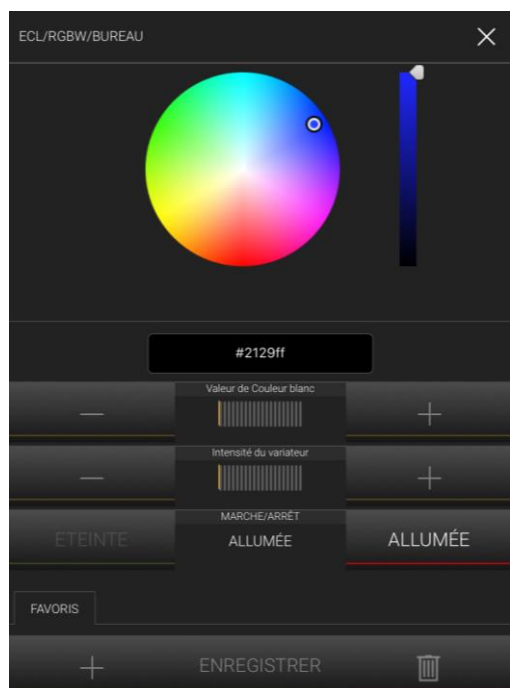 ECL/RGBW/BUREAU
#2129ff
Valeur de Couleur blanc
Intensité du variateur
MARCHE/ARRÊT
ETEINTE ALLUMÉE ALLUMÉE
FAVORIS
ENREGISTRER